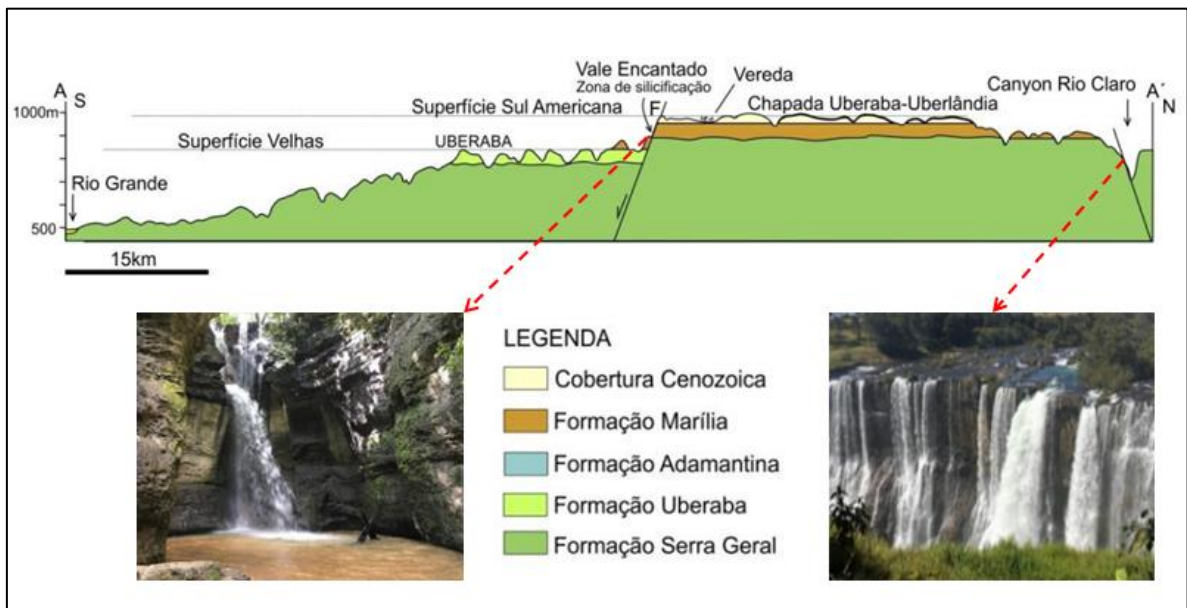 A
S
1000m
500
Rio Grande
15km
Superfície Velhas
Superfície Sul Americana
UBERABA
Vale Encantado
Zona de silicificação
F
Vereda
Chapada Uberaba-Uberlândia
Canyon Rio Claro
A´
N
LEGENDA
Cobertura Cenozoica
Formação Marília
Formação Adamantina
Formação Uberaba
Formação Serra Geral